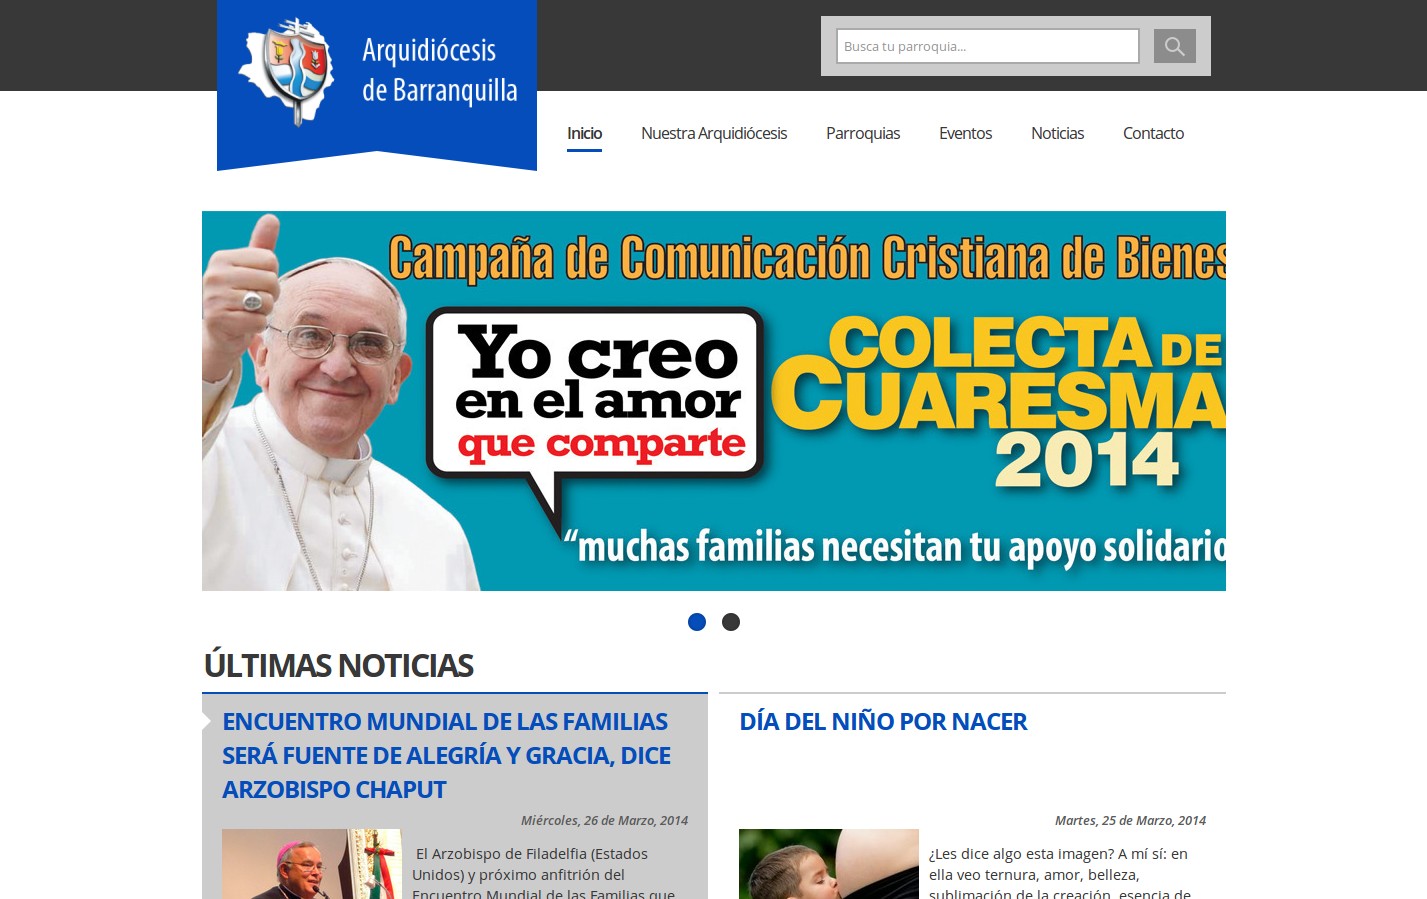 Arquidiócesis
de Barranquilla
Busca tu parroquia...
Inicio
Nuestra Arquidiócesis
Parroquias
Eventos
Noticias
Contacto
Campaña de Comunicación Cristiana de Bienes
Yo creo
en el amor
que comparte
COLECTA DE
CUARESMA
2014
“muchas familias necesitan tu apoyo solidario
ÚLTIMAS NOTICIAS
ENCUENTRO MUNDIAL DE LAS FAMILIAS
SERÁ FUENTE DE ALEGRÍA Y GRACIA, DICE
ARZOBISPO CHAPUT
Miércoles, 26 de Marzo, 2014
El Arzobispo de Filadelfia (Estados
Unidos) y próximo anfitrión del
Encuentro Mundial de las Familias que
DÍA DEL NIÑO POR NACER
Martes, 25 de Marzo, 2014
¿Les dice algo esta imagen? A mí sí: en
ella veo ternura, amor, belleza,
sublimación de la creación, esencia de